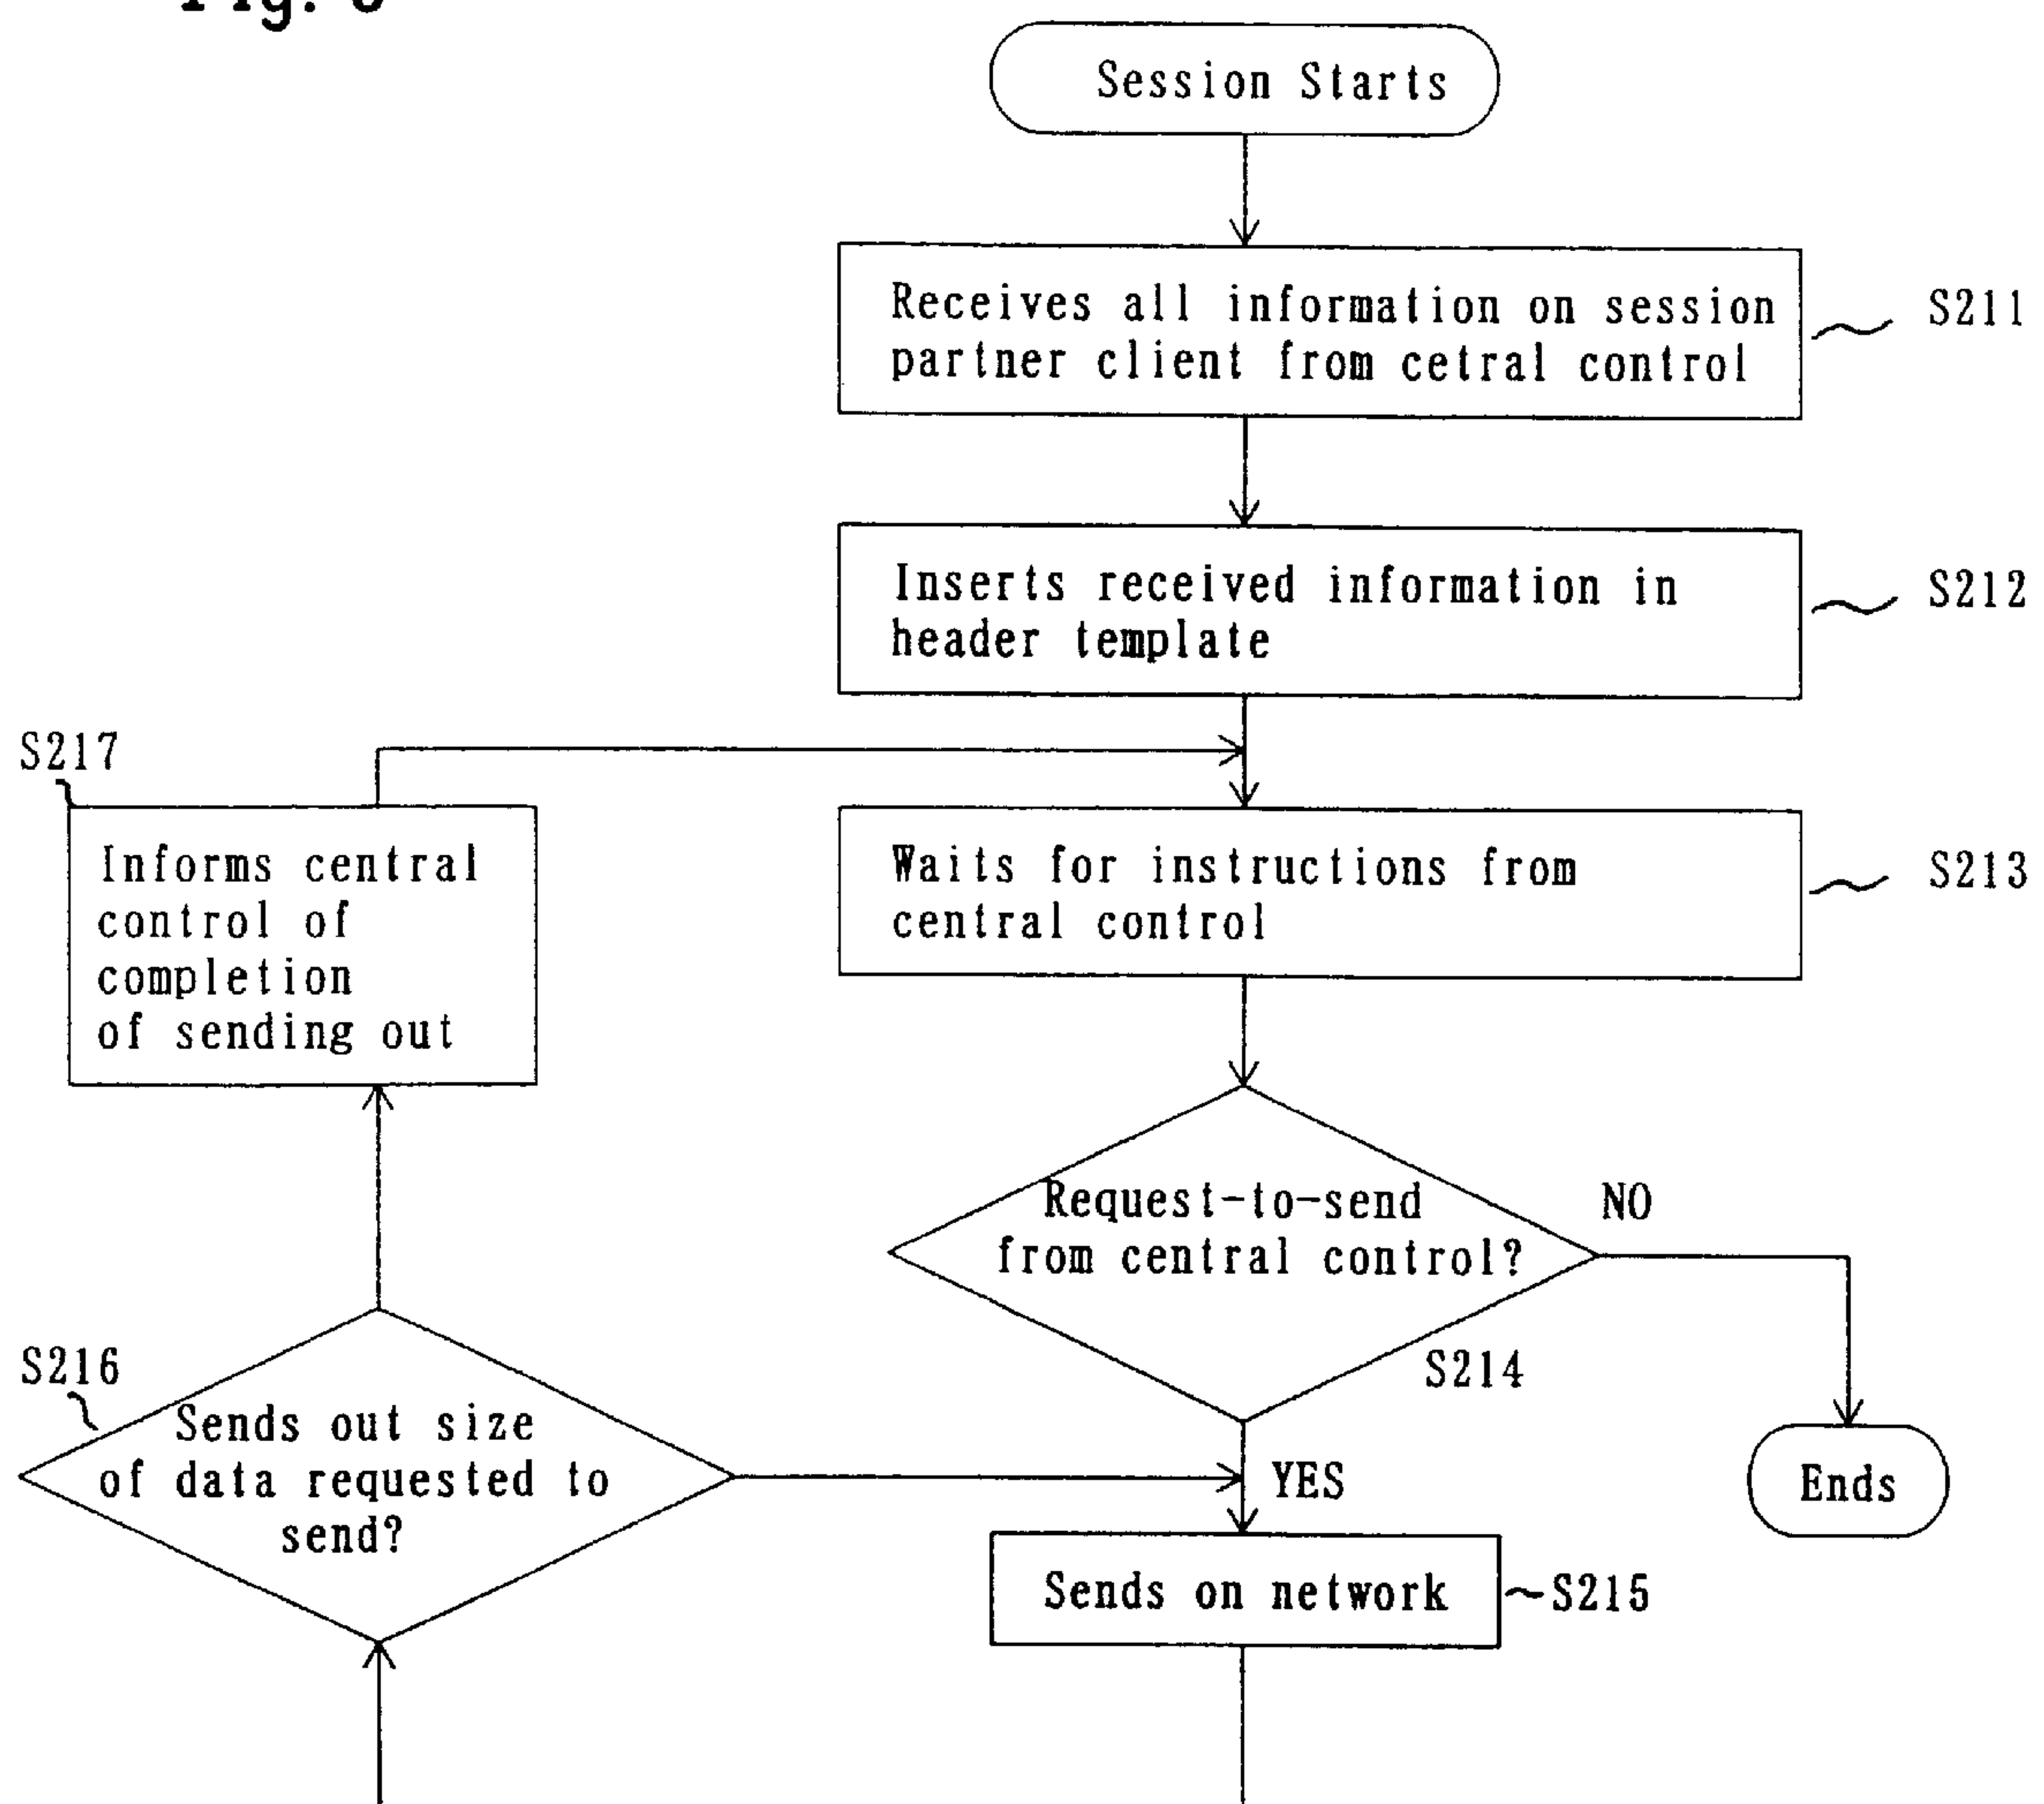 Session Starts
Receives all information on session
partner client from cetral control
S211
Inserts received information in
header template
S212
S217
Informs central
control of
completion
of sending out
Waits for instructions from
central control
S213
Request-to-send
from central control?
NO
S214
S216
Sends out size
of data requested to
send?
YES
Ends
Sends on network
S215